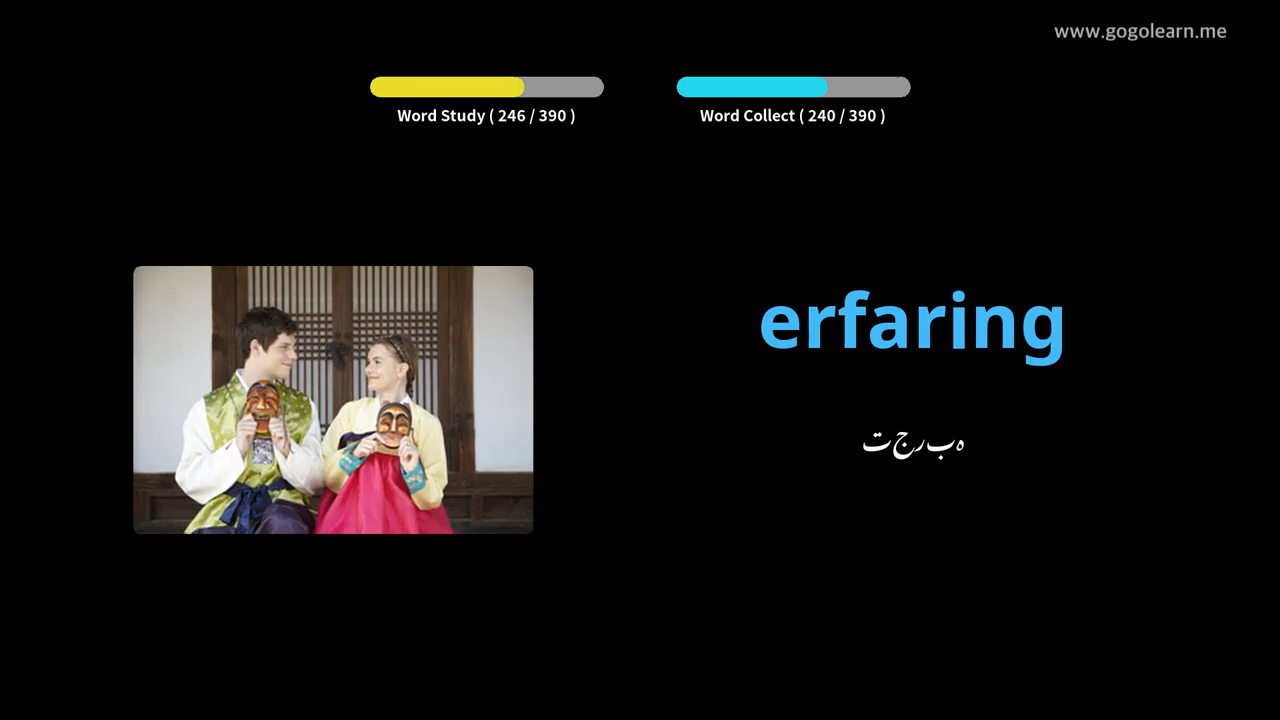 www.gogolearn.me
Word Study ( 246 / 390 )
Word Collect ( 240 / 390 )
erfaring
تجربہ